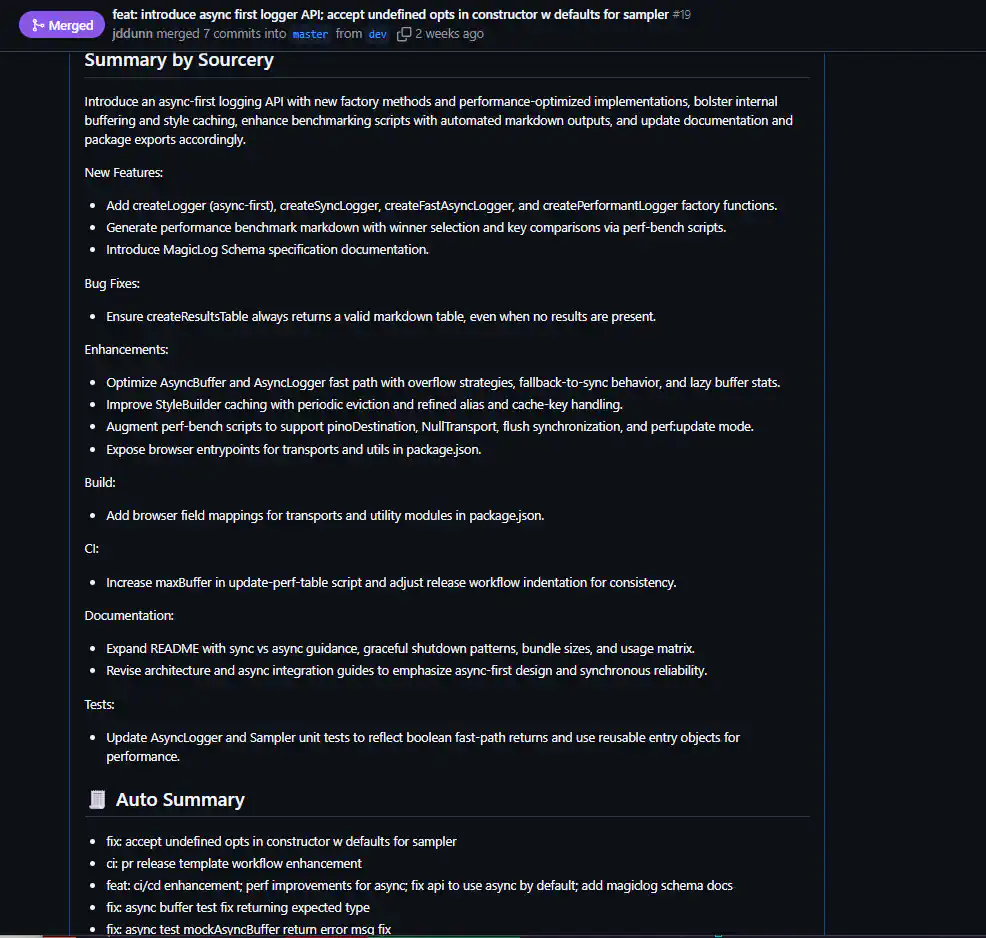 Merged
feat: introduce async first logger API; accept undefined opts in constructor w defaults for sampler #19
jddunn merged 7 commits into master from dev 2 weeks ago
Summary by Sourcery
Introduce an async-first logging API with new factory methods and performance-optimized implementations, bolster internal
buffering and style caching, enhance benchmarking scripts with automated markdown outputs, and update documentation and
package exports accordingly.
New Features:
• Add createLogger (async-first), createSyncLogger, createFastAsyncLogger, and createPerformantLogger factory functions.
• Generate performance benchmark markdown with winner selection and key comparisons via perf-bench scripts.
• Introduce MagicLog Schema specification documentation.
Bug Fixes:
• Ensure createResultsTable always returns a valid markdown table, even when no results are present.
Enhancements:
• Optimize AsyncBuffer and AsyncLogger fast path with overflow strategies, fallback-to-sync behavior, and lazy buffer stats.
• Improve StyleBuilder caching with periodic eviction and refined alias and cache-key handling.
• Augment perf-bench scripts to support pinoDestination, NullTransport, flush synchronization, and perf:update mode.
• Expose browser entrypoints for transports and utils in package.json.
Build:
• Add browser field mappings for transports and utility modules in package.json.
CI:
• Increase maxBuffer in update-perf-table script and adjust release workflow indentation for consistency.
Documentation:
• Expand README with sync vs async guidance, graceful shutdown patterns, bundle sizes, and usage matrix.
• Revise architecture and async integration guides to emphasize async-first design and synchronous reliability.
Tests:
• Update AsyncLogger and Sampler unit tests to reflect boolean fast-path returns and use reusable entry objects for
performance.
Auto Summary
• fix: accept undefined opts in constructor w defaults for sampler
• ci: pr release template workflow enhancement
• feat: ci/cd enhancement; perf improvements for async; fix api to use async by default; add magiclog schema docs
• fix: async buffer test fix returning expected type
• fix: async test mockAsyncBuffer return error msg fix